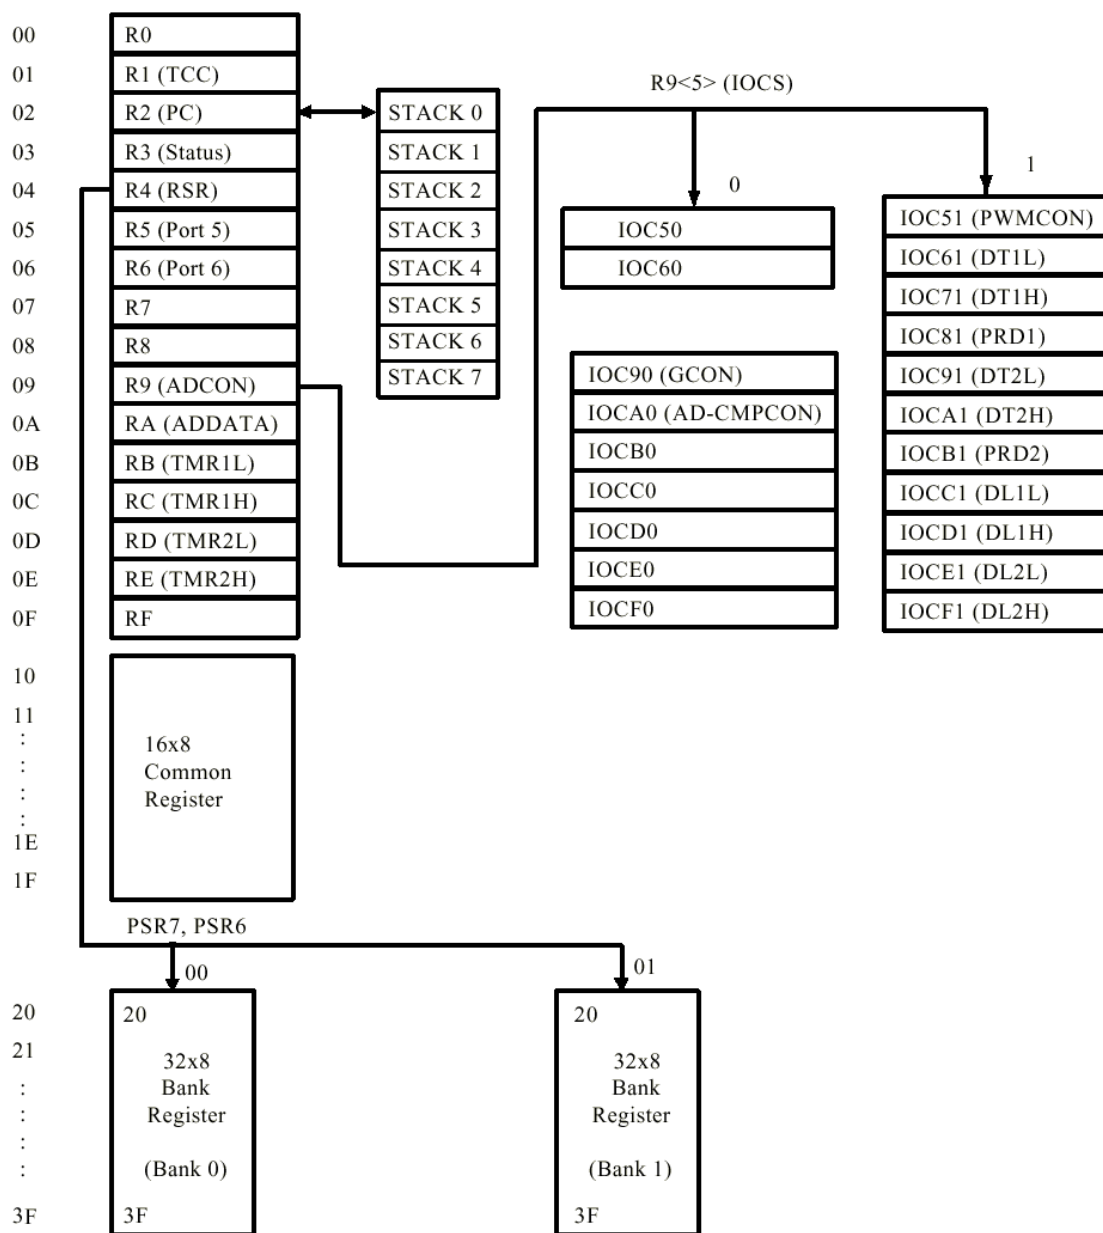 00
R0
01
R1 (TCC)
R9<5> (IOCS)
02
R2 (PC)
STACK 0
03
R3 (Status)
STACK 1
0
1
04
R4 (RSR)
STACK 2
05
R5 (Port 5)
STACK 3
IOC50
IOC51 (PWMCON)
06
R6 (Port 6)
STACK 4
IOC60
IOC61 (DT1L)
07
R7
STACK 5
IOC71 (DT1H)
08
R8
STACK 6
IOC81 (PRD1)
09
R9 (ADCON)
STACK 7
IOC90 (GCON)
IOC91 (DT2L)
0A
RA (ADDATA)
IOCA0 (AD-CMPCON)
IOCA1 (DT2H)
0B
RB (TMR1L)
IOCB0
IOCB1 (PRD2)
0C
RC (TMR1H)
IOCC0
IOCC1 (DL1L)
0D
RD (TMR2L)
IOCD0
IOCD1 (DL1H)
0E
RE (TMR2H)
IOCE0
IOCE1 (DL2L)
0F
RF
IOCF0
IOCF1 (DL2H)
10
11
:
:
:
:
1E
1F
16x8
Common
Register
PSR7, PSR6
00
01
20
21
:
:
:
:
3F
20
32x8
Bank
Register
(Bank 0)
3F
20
32x8
Bank
Register
(Bank 1)
3F